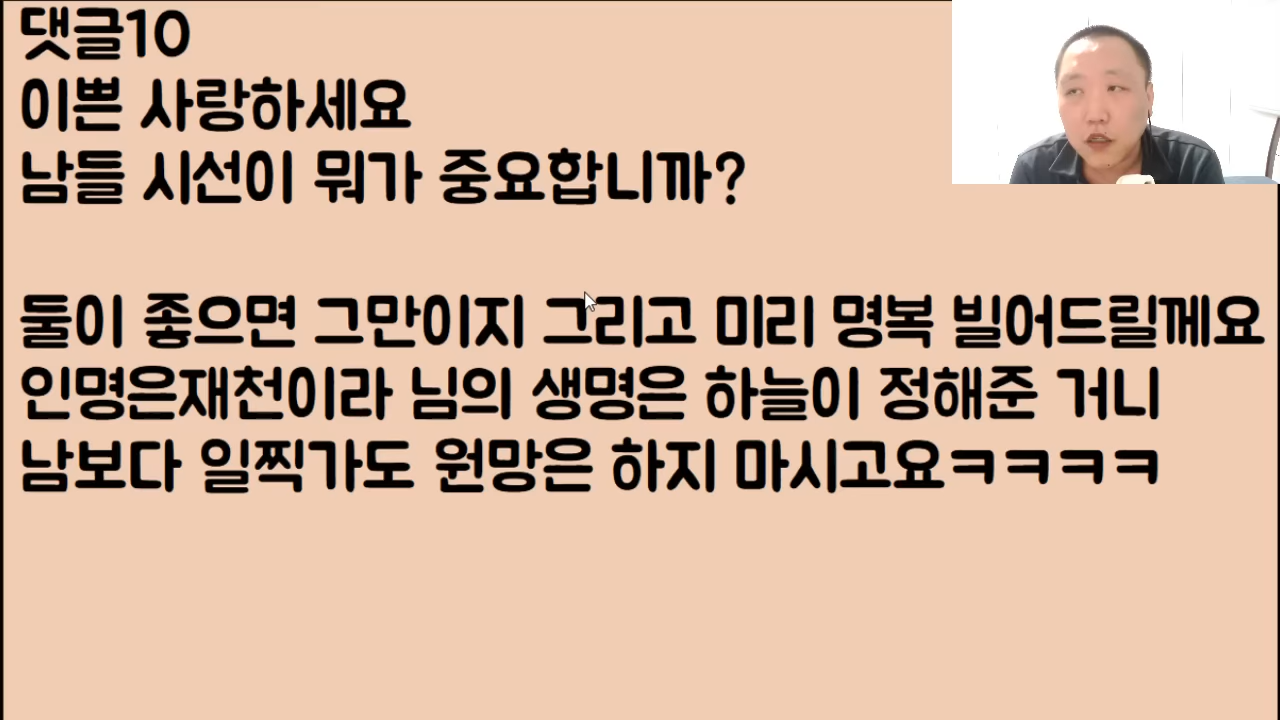 댓글10
이쁜 사랑하세요
남들 시선이 뭐가 중요합니까?
둘이 좋으면 그만이지 그리고 미리 명복 빌어드릴께요
인명은재천이라 님의 생명은 하늘이 정해준 거니
남보다 일찍가도 원망은 하지 마시고요ㅋㅋㅋㅋ